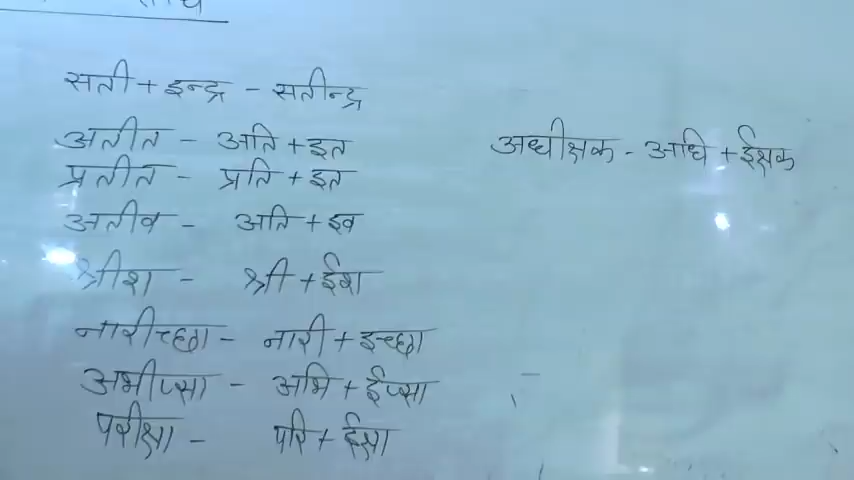 सती + इन्द्र - सतीन्द्र
अतीत - अति + इत
प्रतीत - प्रति + इत
अतीव - अति + इव
श्रीश - श्री + ईश
नारीच्छा - नारी + इच्छा
अभीप्सा - अभि + ईप्सा
परीक्षा - परि + ईक्षा
अधीक्षक - अधि + ईक्षक